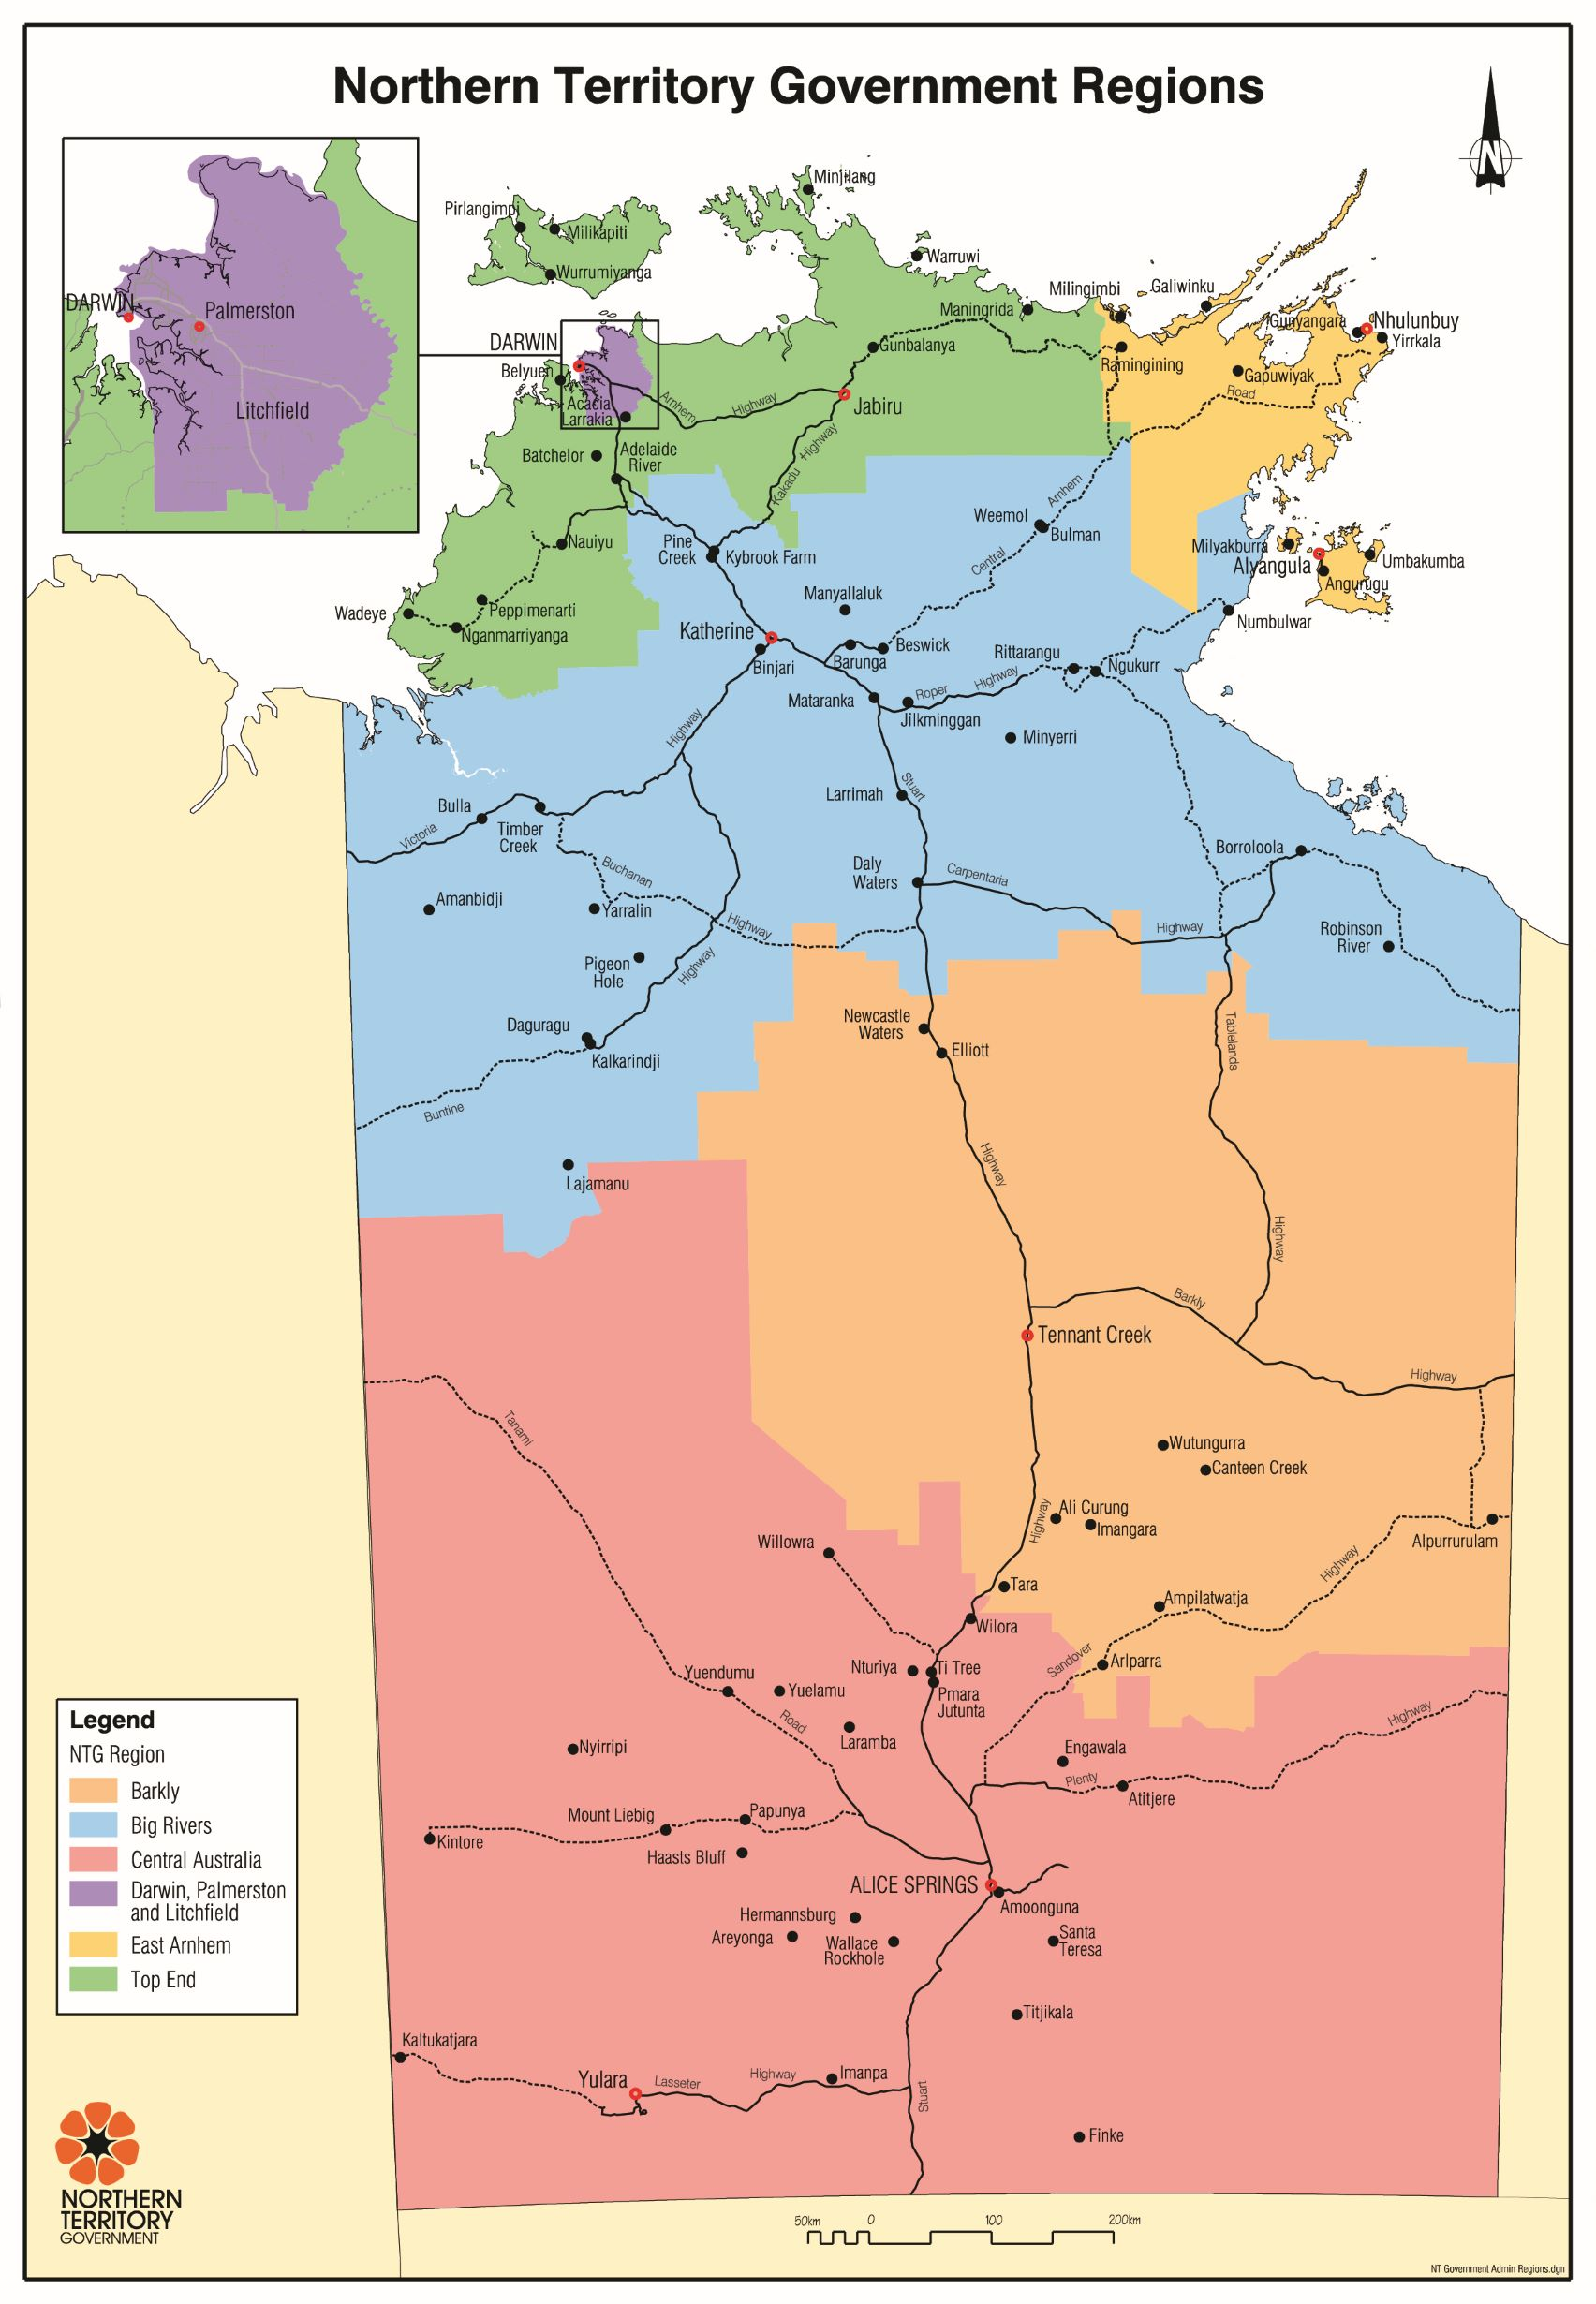 Northern Territory Government Regions
N
DARWIN
Palmerston
Litchfield
Minjilang
Pirlangimpi
Milikapiti
Wurrumiyanga
Warruwi
Maningrida
Milingimbi
Galiwinku
Gunyangara
Nhulunbuy
Yirrkala
DARWIN
Belyuen
Gunbalanya
Ramingining
Gapuwiyak
Road
Acacia
Larrakia
Arnhem
Highway
Jabiru
Kakadu
Highway
Batchelor
Adelaide
River
Arnhem
Central
Weemol
Bulman
Nauiyu
Pine
Creek
Kybrook Farm
Milyakburra
Alyangula
Umbakumba
Angurugu
Manyallaluk
Wadeye
Peppimenarti
Nganmarriyanga
Numbulwar
Katherine
Binjari
Barunga
Beswick
Rittarangu
Ngukurr
Mataranka
Roper
Highway
Jilkminggan
Minyerri
Highway
Stuart
Larrimah
Bulla
Timber
Creek
Victoria
Buchanan
Highway
Daly
Waters
Carpentaria
Highway
Borroloola
Amanbidji
Yarralin
Pigeon
Hole
Highway
Robinson
River
Daguragu
Kalkarindji
Buntine
Newcastle
Waters
Elliott
Tablelands
Highway
Highway
Lajamanu
Barkly
Highway
Tennant Creek
Tanami
Wutungurra
Canteen Creek
Highway
Ali Curung
Imangara
Alpurrurulam
Willowra
Tara
Ampilatwatja
Highway
Wilora
Sandover
Arlparra
Nturiya
Ti Tree
Pmara
Jutunta
Yuendumu
Yuelamu
Road
Laramba
Nyirripi
Engawala
Plenty
Highway
Atitjere
Mount Liebig
Papunya
Kintore
Haasts Bluff
ALICE SPRINGS
Amoonguna
Hermannsburg
Areyonga
Wallace
Rockhole
Santa
Teresa
Titjikala
Kaltukatjara
Yulara
Lasseter
Highway
Imanpa
Stuart
Finke
Legend
NTG Region
Barkly
Big Rivers
Central Australia
Darwin, Palmerston
and Litchfield
East Arnhem
Top End
NORTHERN
TERRITORY
GOVERNMENT
50km 0 100 200km
NT Government Admin Regions.dgn